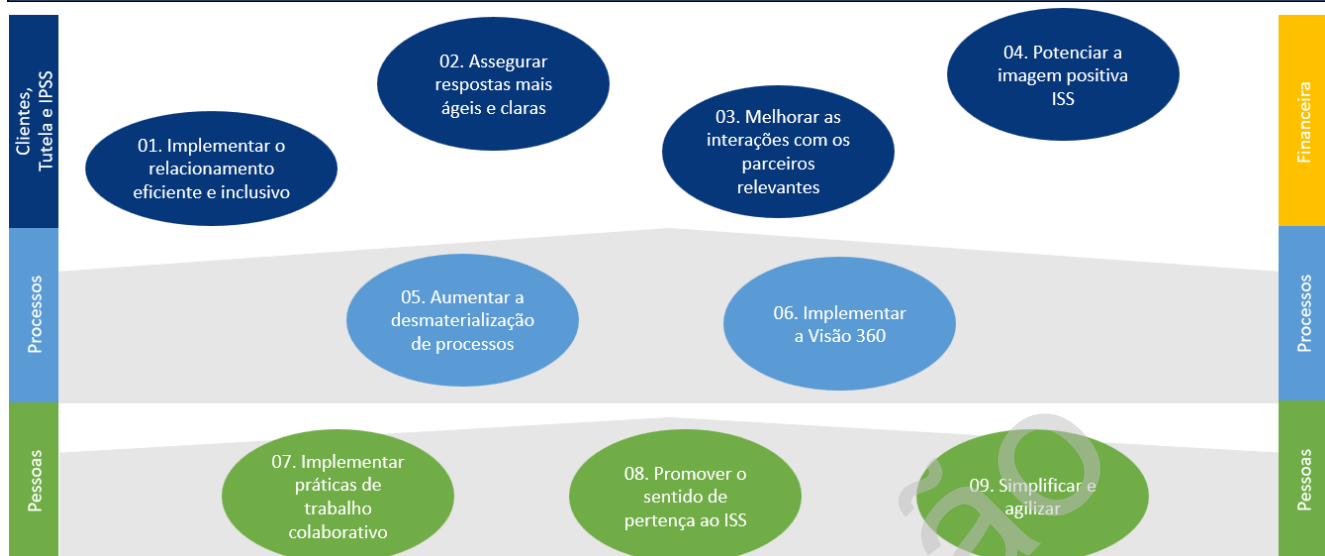 Clientes,
Tutela e IPSS
01. Implementar o
relacionamento
eficiente e inclusivo
02. Assegurar
respostas mais
ágeis e claras
03. Melhorar as
interações com os
parceiros
relevantes
04. Potenciar a
imagem positiva
ISS
Financeira
Processos
05. Aumentar a
desmaterialização
de processos
06. Implementar
a Visão 360
Processos
Pessoas
07. Implementar
práticas de
trabalho
colaborativo
08. Promover o
sentido de
pertença ao ISS
09. Simplificar e
agilizar
Pessoas
ão